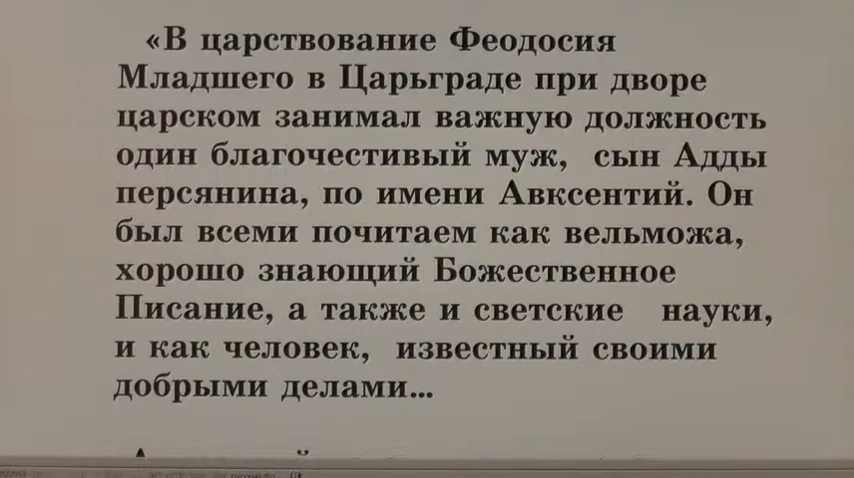 «В царствование Феодосия
Младшего в Царьграде при дворе
царском занимал важную должность
один благочестивый муж, сын Адды
персянина, по имени Авксентий. Он
был всеми почитаем как вельможа,
хорошо знающий Божественное
Писание, а также и светские науки,
и как человек, известный своими
добрыми делами...